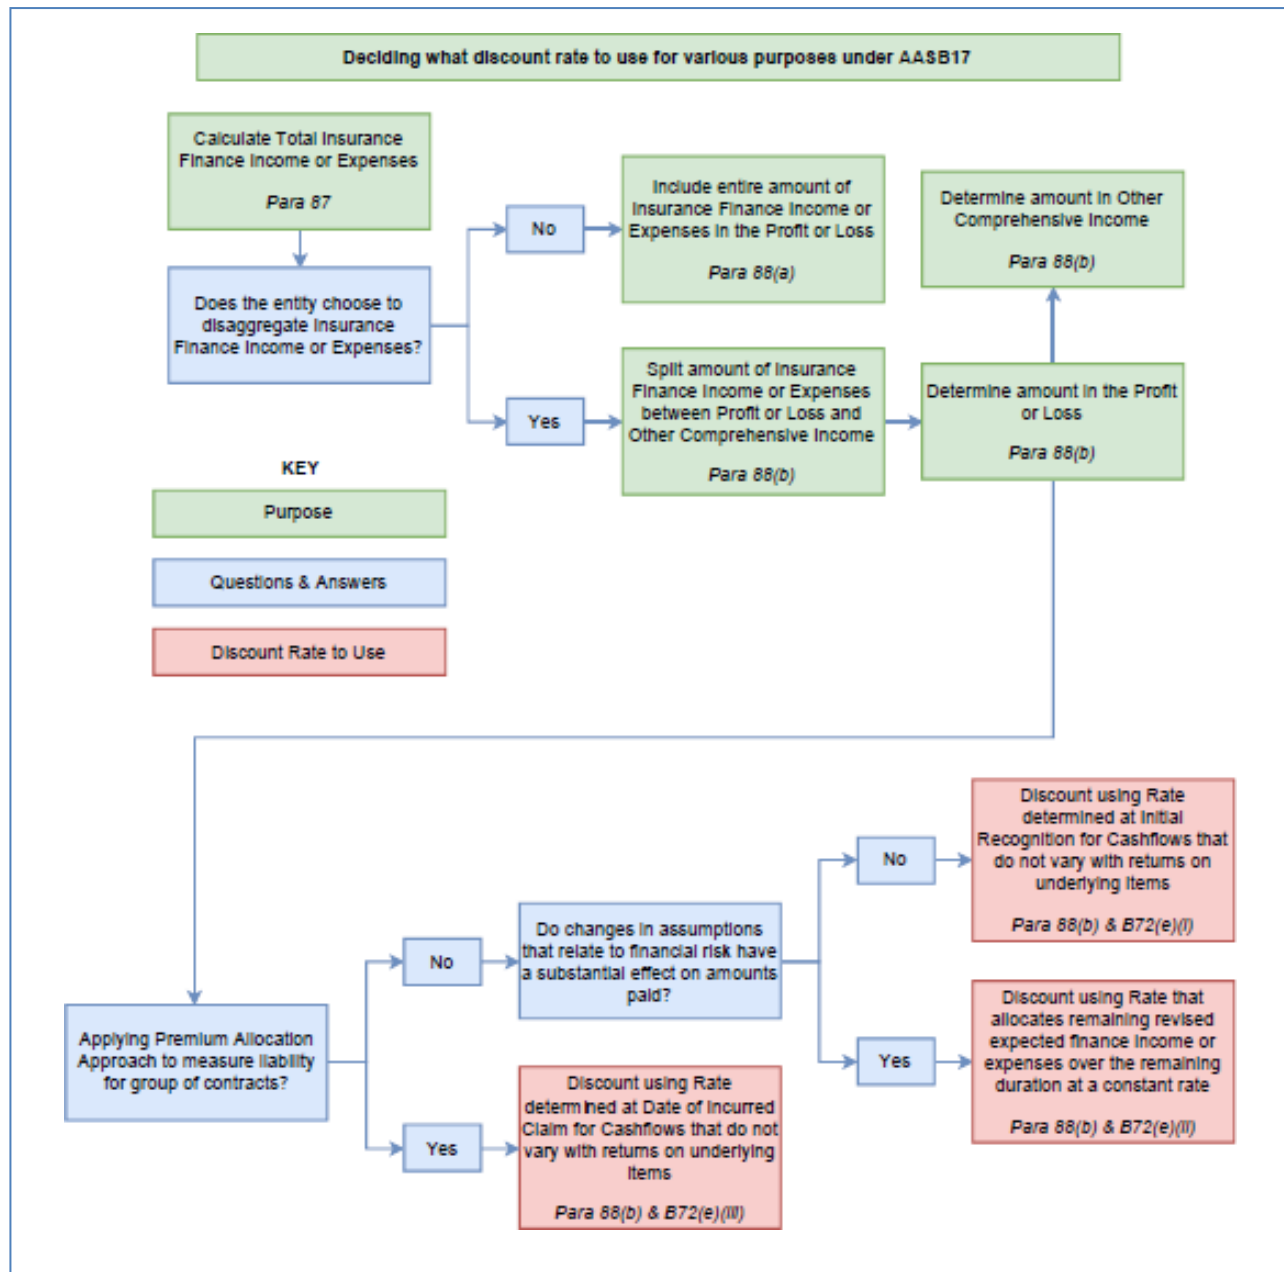 Deciding what discount rate to use for various purposes under AASB17
Calculate Total Insurance
Finance Income or Expenses
Para 87
Does the entity choose to
disaggregate Insurance
Finance Income or Expenses?
No
Include entire amount of
Insurance Finance Income or
Expenses in the Profit or Loss
Para 88(a)
Yes
Split amount of Insurance
Finance Income or Expenses
between Profit or Loss and
Other Comprehensive Income
Para 88(b)
Determine amount in Other
Comprehensive Income
Para 88(b)
Determine amount in the Profit
or Loss
Para 88(b)
KEY
Purpose
Questions & Answers
Discount Rate to Use
Applying Premium Allocation
Approach to measure liability
for group of contracts?
No
Do changes in assumptions
that relate to financial risk have
a substantial effect on amounts
paid?
No
Discount using Rate
determined at Initial
Recognition for Cashflows that
do not vary with returns on
underlying items
Para 88(b) & B72(e)(i)
Yes
Discount using Rate that
allocates remaining revised
expected finance income or
expenses over the remaining
duration at a constant rate
Para 88(b) & B72(e)(ii)
Yes
Discount using Rate
determined at Date of Incurred
Claim for Cashflows that do not
vary with returns on underlying
items
Para 88(b) & B72(e)(iii)